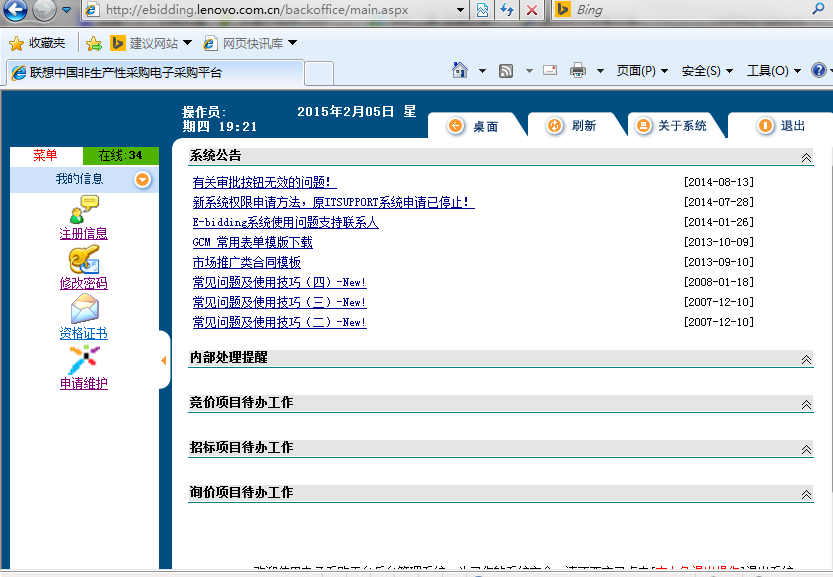 http://ebidding.lenovo.com.cn/backoffice/main.aspx
Bing
收藏夹
建议网站
网页快讯库
联想中国非生产性采购电子采购平台
页面(P)
安全(S)
工具(O)
操作员:
2015年2月05日 星
期四 19:21
桌面
刷新
关于系统
退出
菜单
在线:34
我的信息
注册信息
修改密码
资格证书
申请维护
系统公告
有关审批按钮无效的问题! [2014-08-13]
新系统权限申请方法，原ITSUPPORT系统申请已停止! [2014-07-28]
E-bidding系统使用问题支持联系人 [2014-01-26]
GCM 常用表单模版下载 [2013-10-09]
市场推广类合同模板 [2013-09-10]
常见问题及使用技巧（四）-New! [2008-01-18]
常见问题及使用技巧（三）-New! [2007-12-10]
常见问题及使用技巧（二）-New! [2007-12-10]
内部处理提醒
竞价项目待办工作
招标项目待办工作
询价项目待办工作